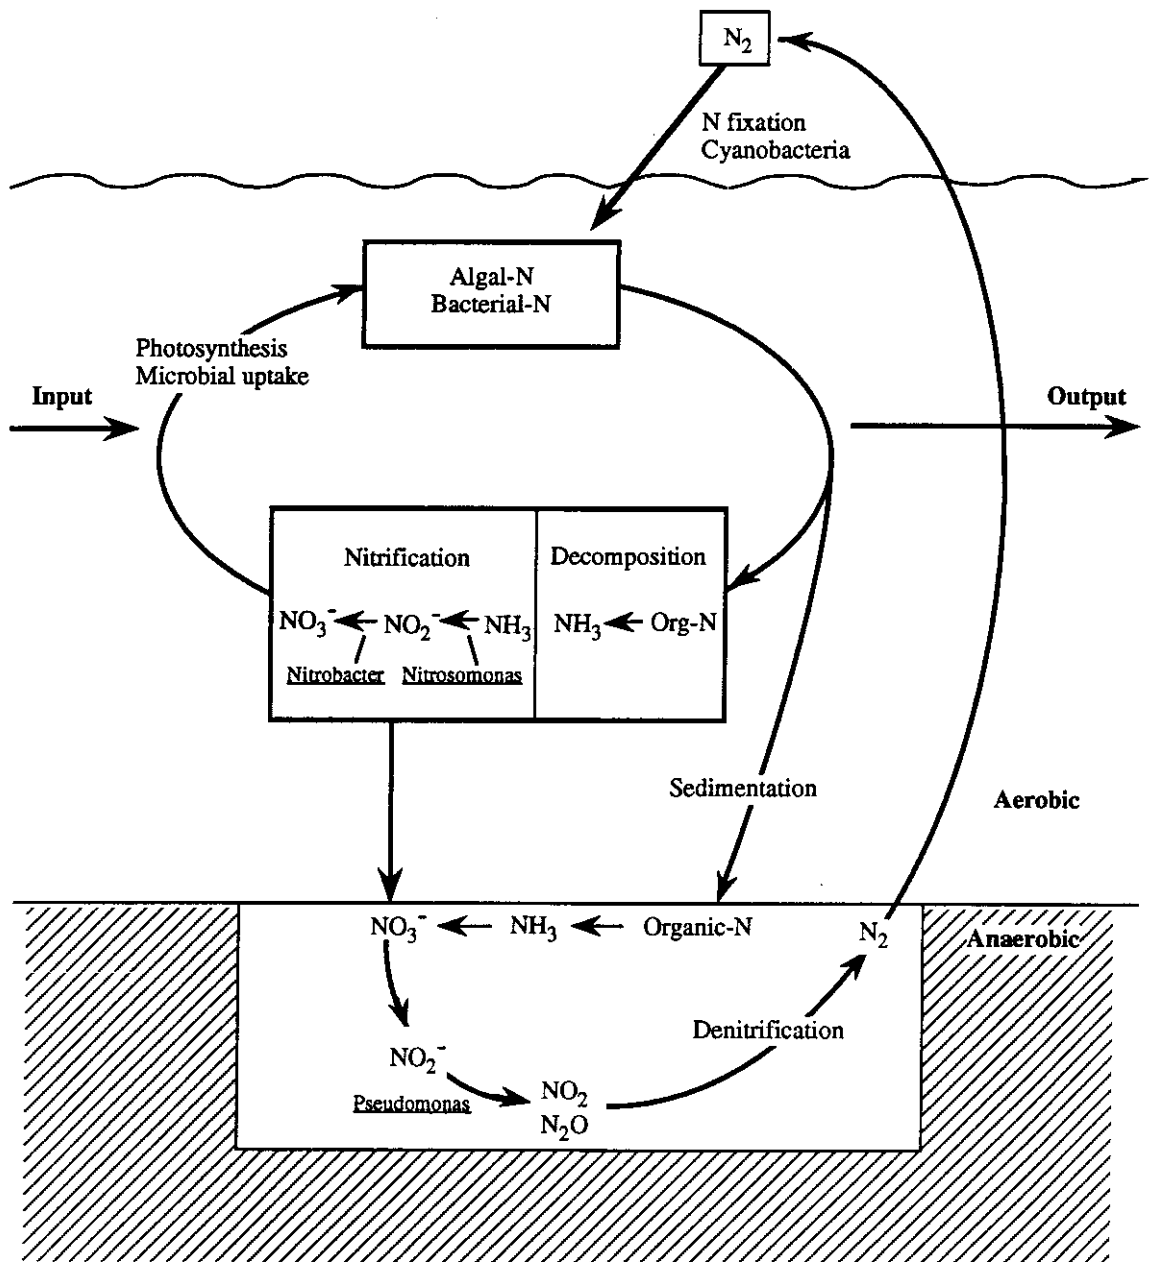 N₂
N fixation
Cyanobacteria
Algal-N
Bacterial-N
Photosynthesis
Microbial uptake
Input
Output
Nitrification
Decomposition
NO₃⁻ NO₂⁻ NH₃
NH₃ Org-N
Nitrobacter Nitrosomonas
Sedimentation
Aerobic
NO₃⁻ NH₃ Organic-N
N₂
Anaerobic
Denitrification
NO₂⁻
Pseudomonas
NO₂
N₂O